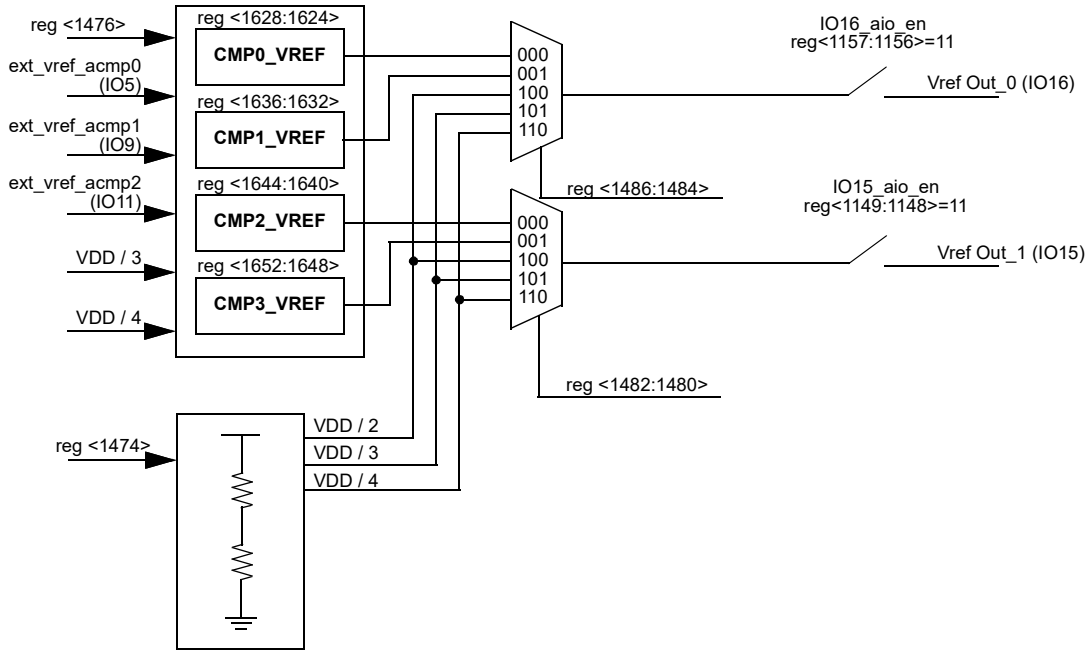 reg <1476>
ext_vref_acmp0
(IO5)
ext_vref_acmp1
(IO9)
ext_vref_acmp2
(IO11)
VDD / 3
VDD / 4
reg <1628:1624>
CMP0_VREF
reg <1636:1632>
CMP1_VREF
reg <1644:1640>
CMP2_VREF
reg <1652:1648>
CMP3_VREF
000
001
100
101
110
reg <1486:1484>
IO16_aio_en
reg<1157:1156>=11
Vref Out_0 (IO16)
000
001
100
101
110
reg <1482:1480>
IO15_aio_en
reg<1149:1148>=11
Vref Out_1 (IO15)
reg <1474>
VDD / 2
VDD / 3
VDD / 4